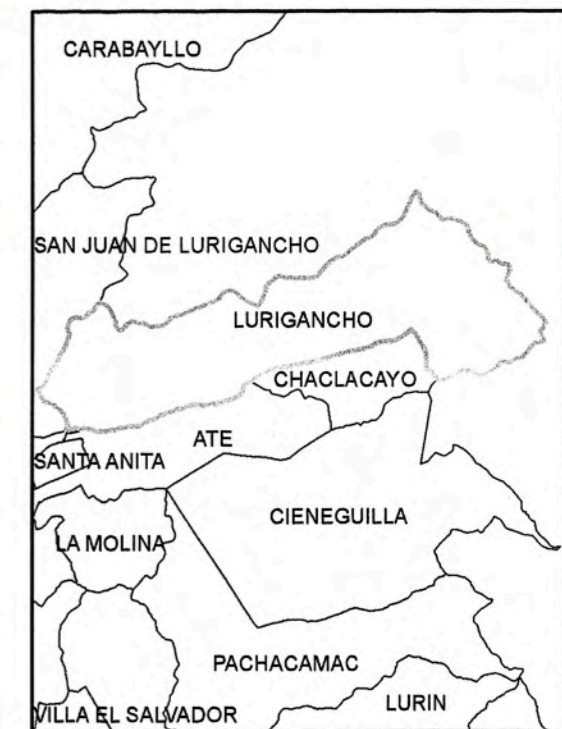 CARABAYLLO
SAN JUAN DE LURIGANCHO
LURIGANCHO
CHACLACAYO
ATE
SANTA ANITA
CIENEGUILLA
LA MOLINA
PACHACAMAC
LURIN
VILLA EL SALVADOR